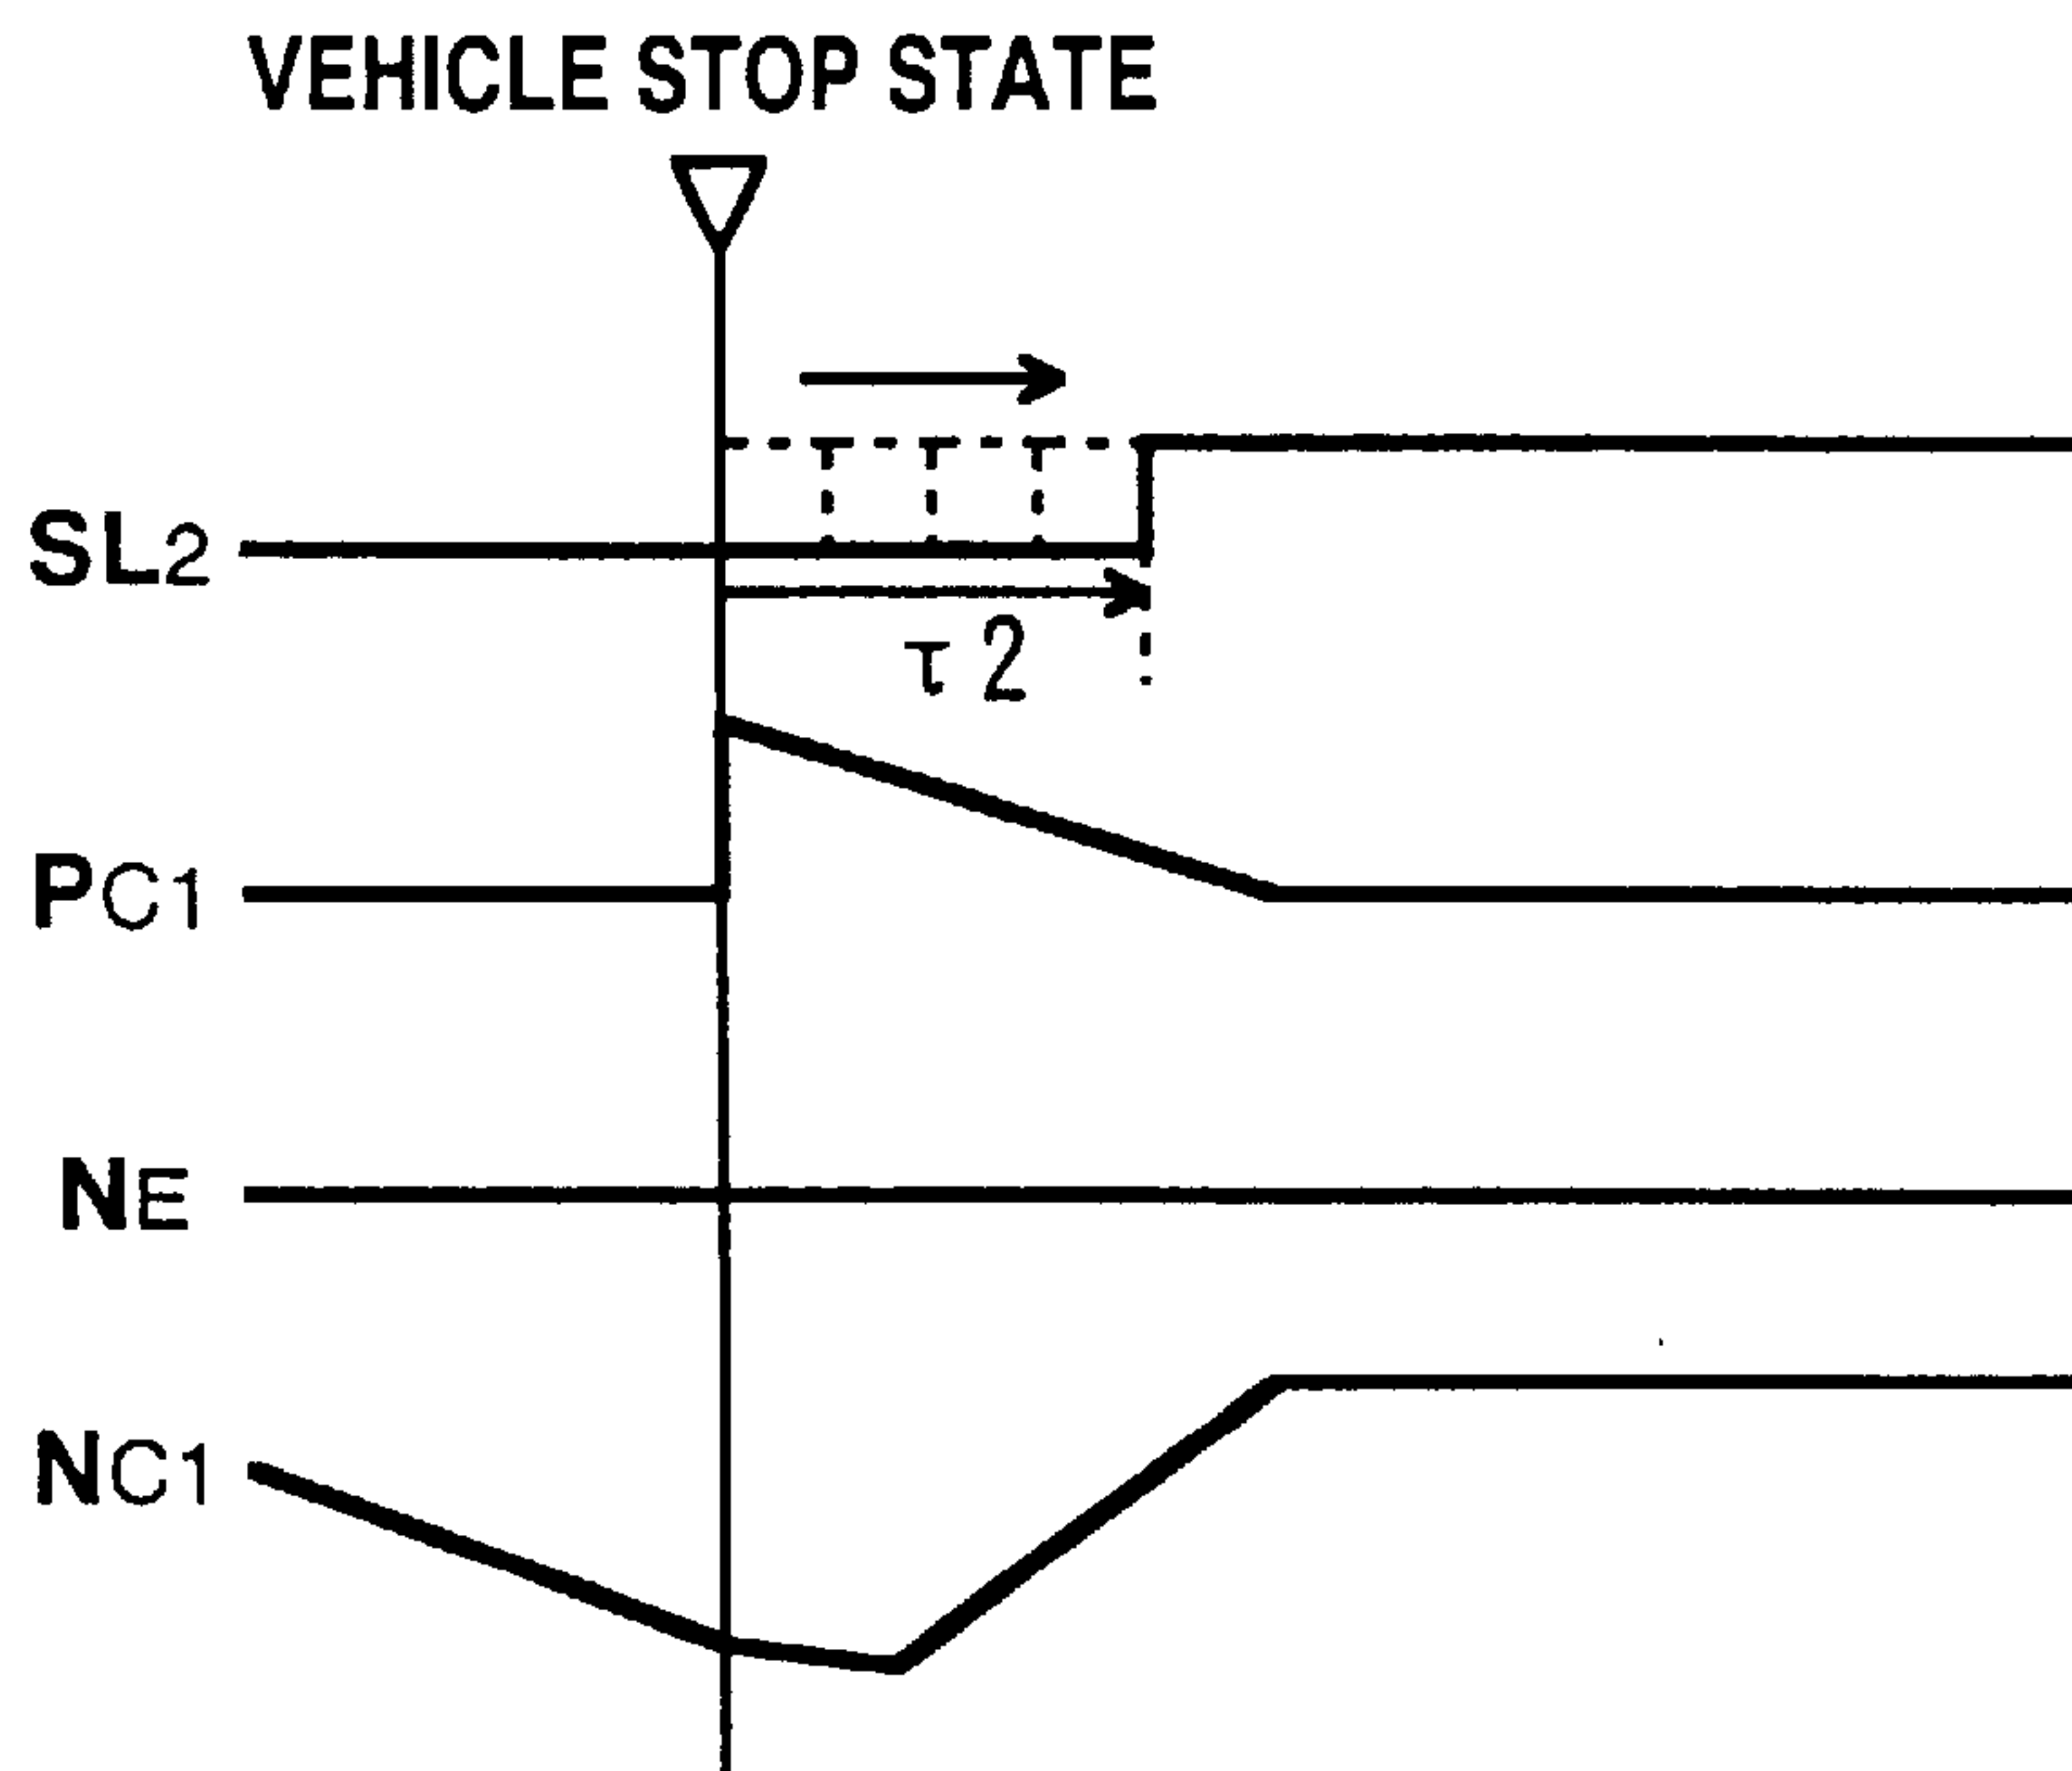 VEHICLE STOP STATE
SL2
τ2
PC1
NE
NC1